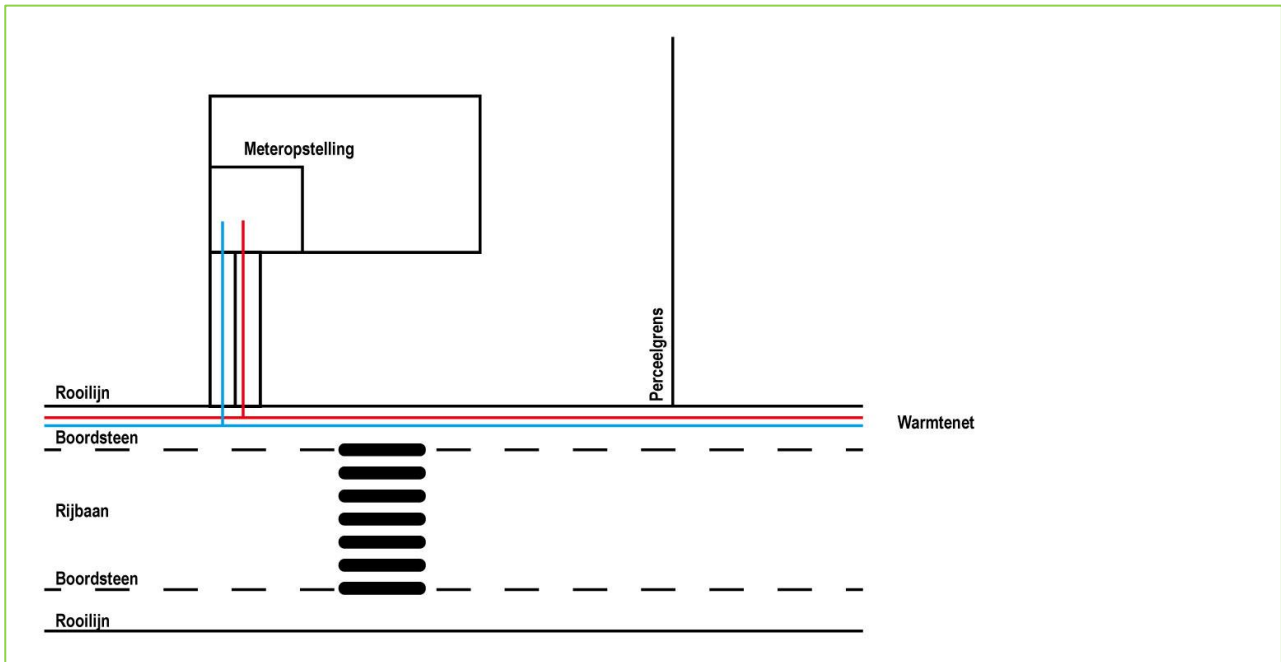 Meteropstelling
Perceelgrens
Rooilijn
Warmtenet
Boordsteen
Rijbaan
Boordsteen
Rooilijn